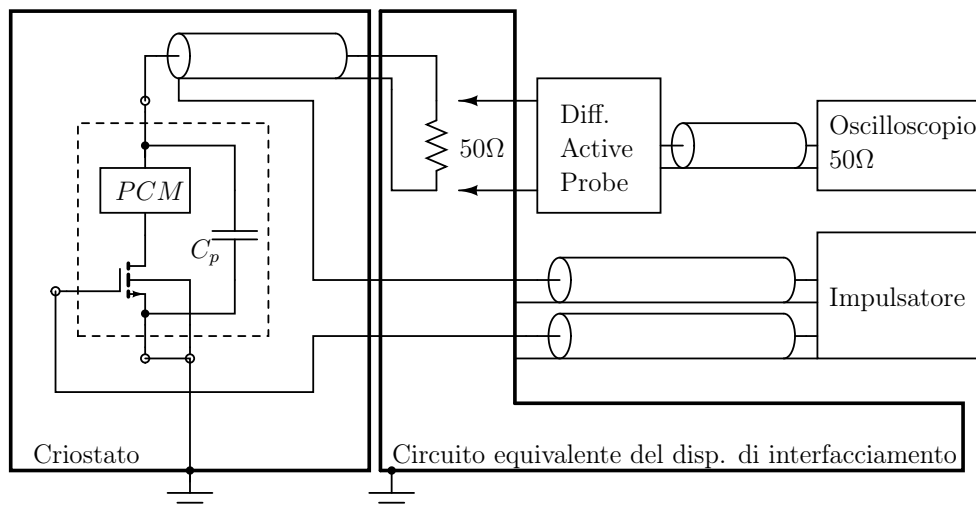 Diff.
Active
Probe
Oscilloscopio
50Ω
50Ω
PCM
C_p
Impulsatore
Criostato
Circuito equivalente del disp. di interfacciamento